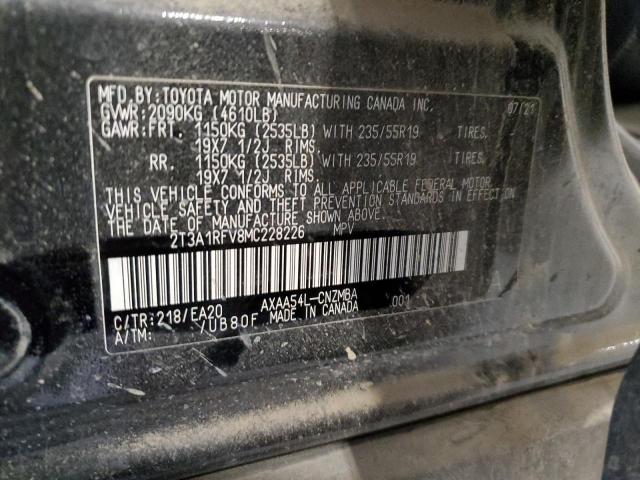 MFD. BY: TOYOTA MOTOR MANUFACTURING CANADA INC. 07/21
GVWR: 2090KG (4610LB)
GAWR: FRT. 1150KG (2535LB) WITH 235/55R19 TIRES,
19X7 1/2J RIMS.
RR. 1150KG (2535LB) WITH 235/55R19 TIRES,
19X7 1/2J RIMS.
THIS VEHICLE CONFORMS TO ALL APPLICABLE FEDERAL MOTOR
VEHICLE SAFETY AND THEFT PREVENTION STANDARDS IN EFFECT ON
THE DATE OF MANUFACTURE SHOWN ABOVE.
2T3A1RFV8MC228226 MPV
C/TR: 218/EA20 AXAA54L-CNZMBA 001 A
A/TM: /UB80F MADE IN CANADA